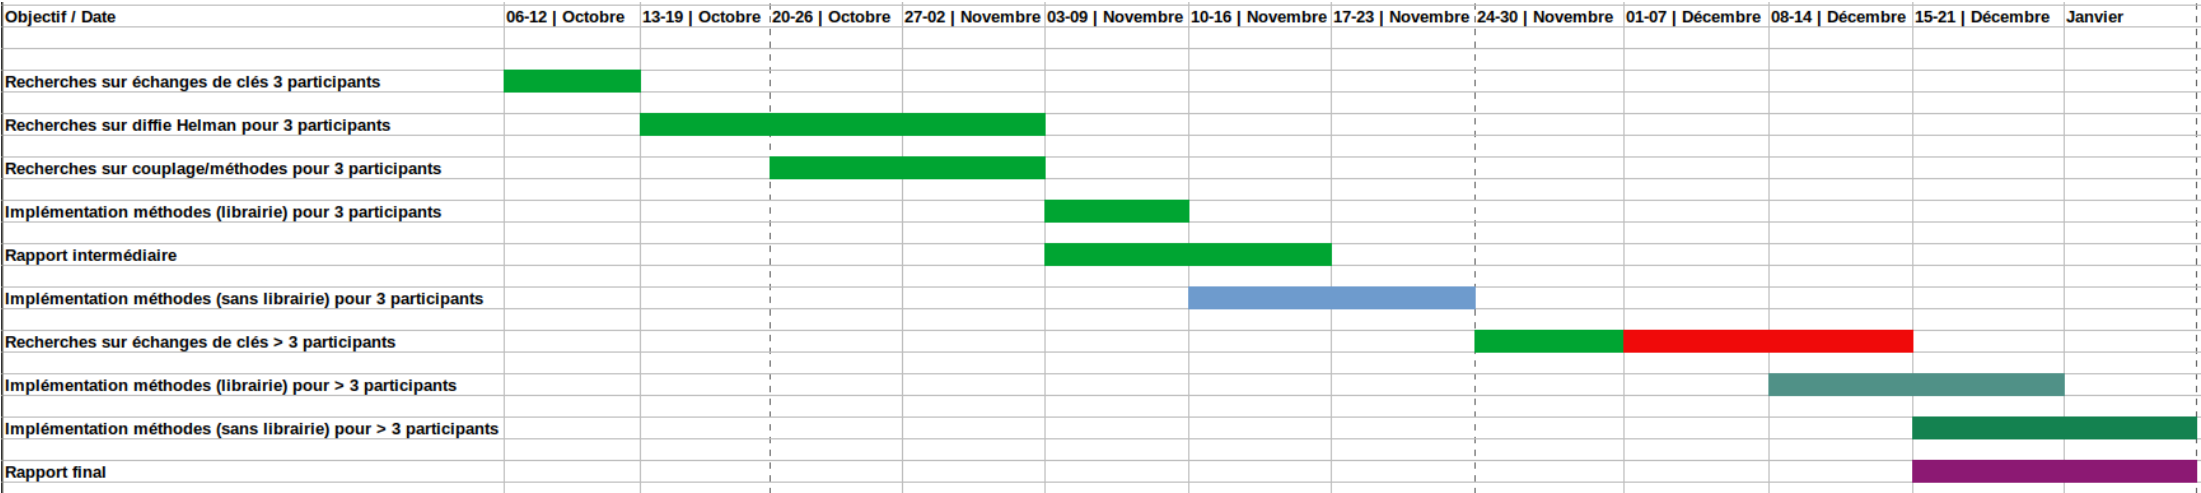 Objectif / Date 06-12 | Octobre 13-19 | Octobre 20-26 | Octobre 27-02 | Novembre 03-09 | Novembre 10-16 | Novembre 17-23 | Novembre 24-30 | Novembre 01-07 | Décembre 08-14 | Décembre 15-21 | Décembre Janvier
Recherches sur échanges de clés 3 participants
Recherches sur diffie Helman pour 3 participants
Recherches sur couplage/méthodes pour 3 participants
Implémentation méthodes (librairie) pour 3 participants
Rapport intermédiaire
Implémentation méthodes (sans librairie) pour 3 participants
Recherches sur échanges de clés > 3 participants
Implémentation méthodes (librairie) pour > 3 participants
Implémentation méthodes (sans librairie) pour > 3 participants
Rapport final